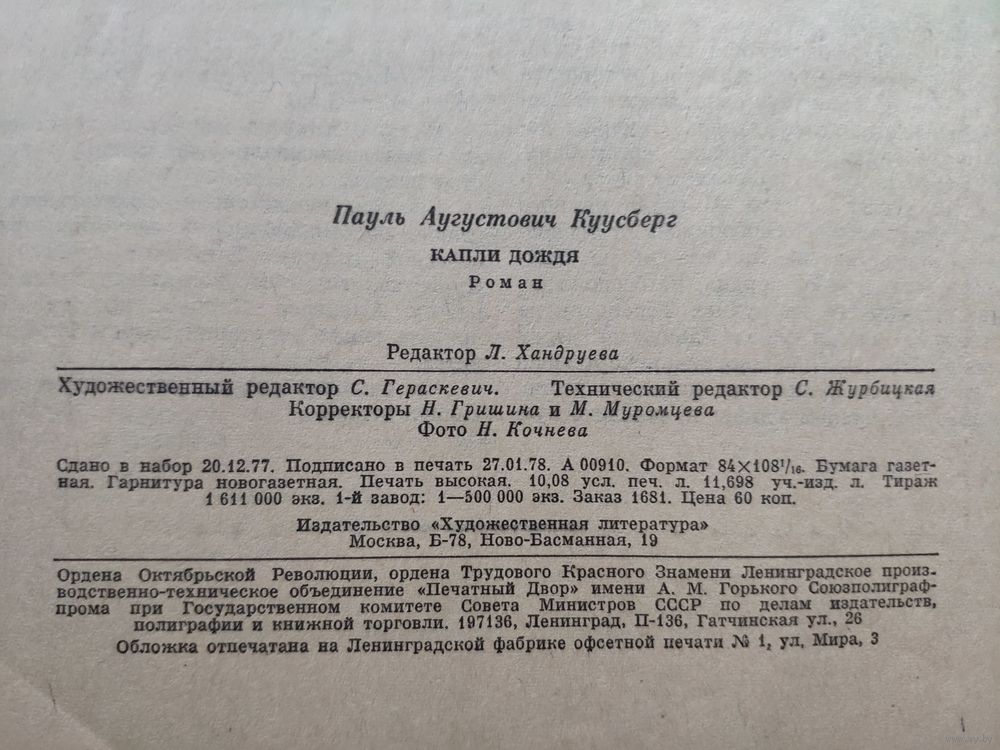 Пауль Аугустович Куусберг
КАПЛИ ДОЖДЯ
Роман
Редактор Л. Хандруева
Художественный редактор С. Гераскевич. Технический редактор С. Журбицкая
Корректоры Н. Гришина и М. Муромцева
Фото Н. Кочнева
Сдано в набор 20.12.77. Подписано в печать 27.01.78. А 00910. Формат 84×108¹/₁₆. Бумага газет-
ная. Гарнитура новогазетная. Печать высокая. 10,08 усл. печ. л. 11,698 уч.-изд. л. Тираж
1 611 000 экз. 1-й завод: 1—500 000 экз. Заказ 1681. Цена 60 коп.
Издательство «Художественная литература»
Москва, Б-78, Ново-Басманная, 19
Ордена Октябрьской Революции, ордена Трудового Красного Знамени Ленинградское произ-
водственно-техническое объединение «Печатный Двор» имени А. М. Горького Союзполиграф-
прома при Государственном комитете Совета Министров СССР по делам издательств,
полиграфии и книжной торговли. 197136, Ленинград, П-136, Гатчинская ул., 26
Обложка отпечатана на Ленинградской фабрике офсетной печати № 1, ул, Мира, 3